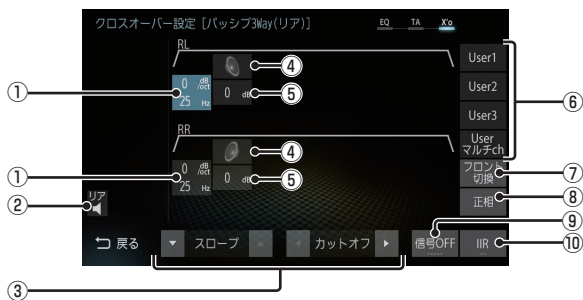 クロスオーバー設定 [パッシブ3Way(リア)]
EQ TA X'o
RL
User1
④
① 0 dB/oct
25 Hz
0 dB ⑤
User2
⑥
User3
RR
User
マルチch
④
① 0 dB/oct
25 Hz
0 dB ⑤
フロント
切換
⑦
リア
②
正相
⑧
⑨
戻る
スロープ
カットオフ
信号OFF
IIR
⑩
③